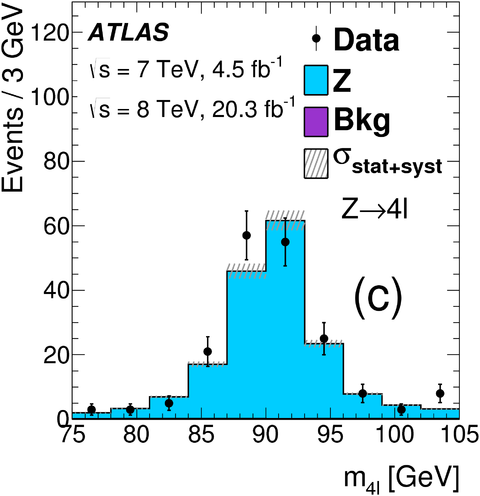 ATLAS
√s = 7 TeV, 4.5 fb⁻¹
√s = 8 TeV, 20.3 fb⁻¹
Data
Z
Bkg
σstat+syst
Z→4l
(c)
Events / 3 GeV
120
100
80
60
40
20
0
75 80 85 90 95 100 105
m4l [GeV]